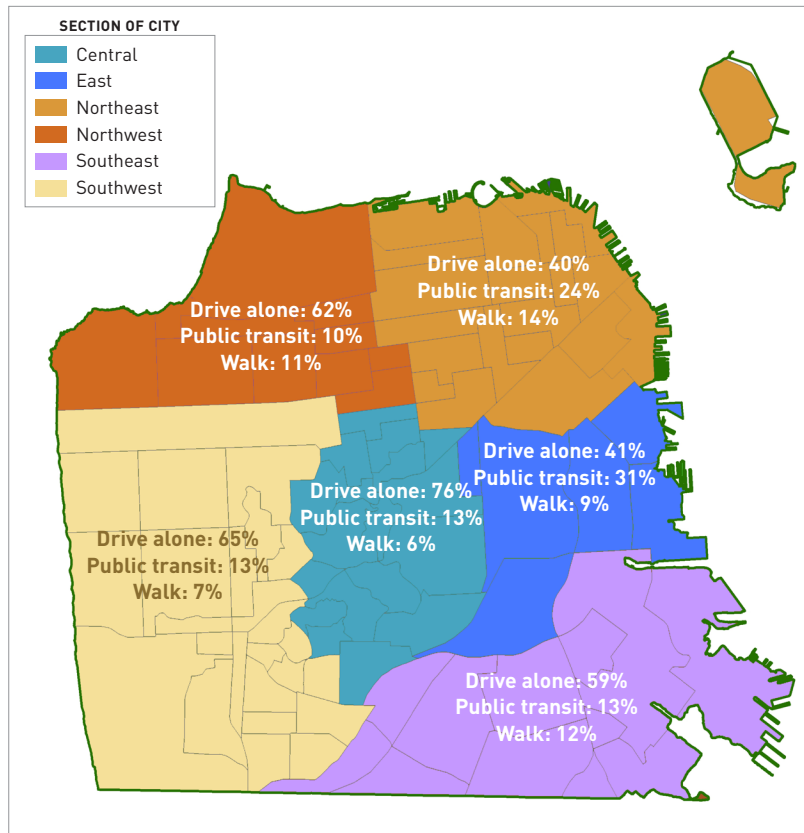 SECTION OF CITY
Central
East
Northeast
Northwest
Southeast
Southwest
Drive alone: 40%
Public transit: 24%
Walk: 14%
Drive alone: 62%
Public transit: 10%
Walk: 11%
Drive alone: 41%
Public transit: 31%
Walk: 9%
Drive alone: 76%
Public transit: 13%
Walk: 6%
Drive alone: 65%
Public transit: 13%
Walk: 7%
Drive alone: 59%
Public transit: 13%
Walk: 12%